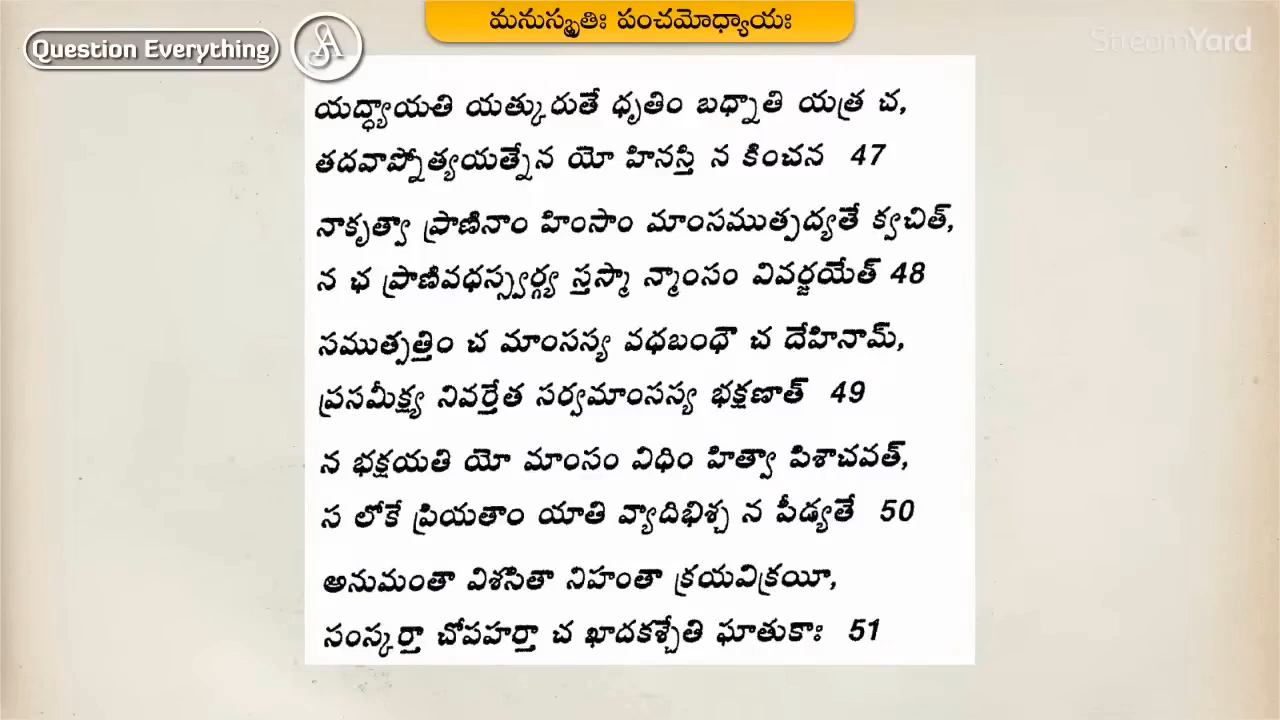 మనుస్మృతిః పంచమోధ్యాయః
Question Everything
StreamYard
యద్ధ్యాయతి యత్కురుతే ధృతిం బధ్నాతి యత్ర చ,
తదవాప్నోత్యయత్నేన యో హినస్తి న కించన 47
నాకృత్వా ప్రాణినాం హింసాం మాంసముత్పద్యతే క్వచిత్,
న ఛ ప్రాణివధస్స్వర్గ్య స్తస్మా న్మాంసం వివర్జయేత్ 48
సముత్పత్తిం చ మాంసస్య వధబంధౌ చ దేహినామ్,
ప్రసమీక్ష్య నివర్తేత సర్వమాంసస్య భక్షణాత్ 49
న భక్షయతి యో మాంసం విధిం హిత్వా పిశాచవత్,
స లోకే ప్రియతాం యాతి వ్యాదిభిశ్చ న పీడ్యతే 50
అనుమంతా విశసితా నిహంతా క్రయవిక్రయీ,
సంస్కర్తా చోపహర్తా చ ఖాదకశ్చేతి ఘాతుకాః 51